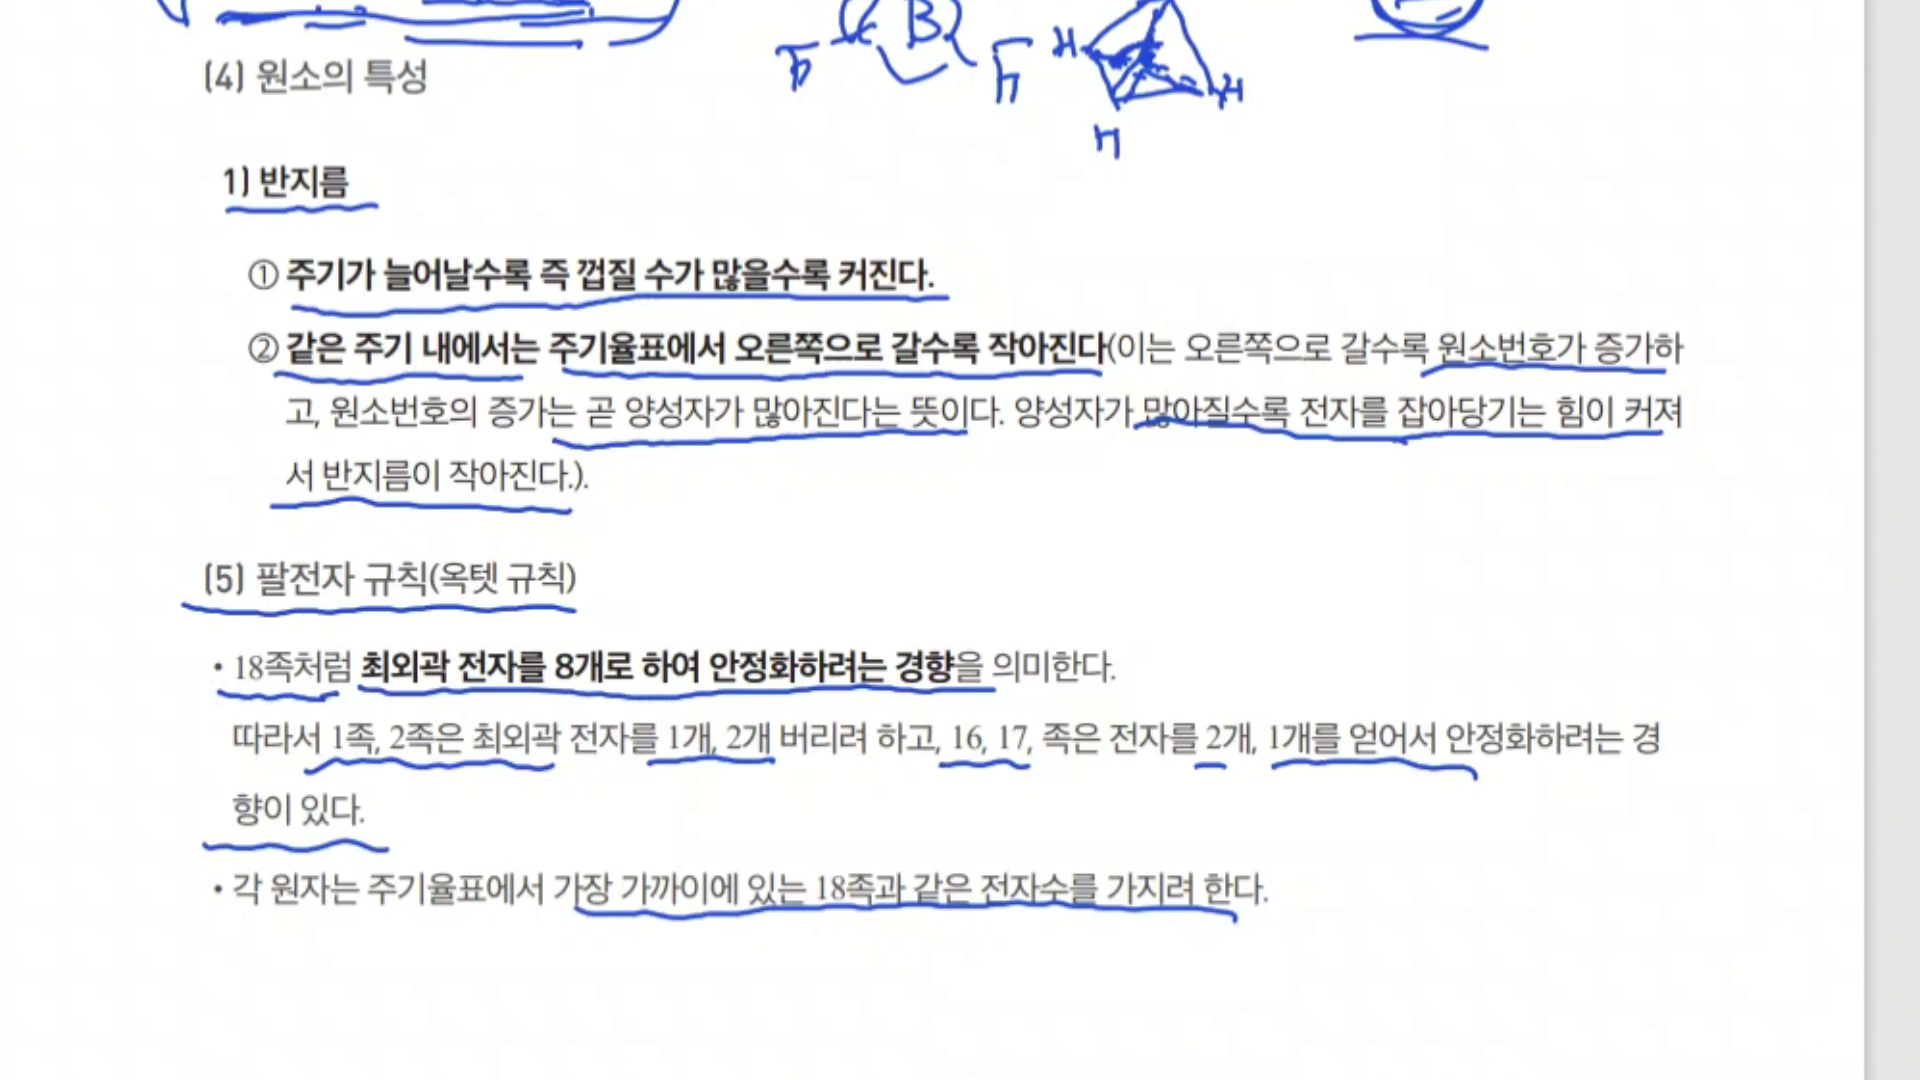 F B F H H
H
(4) 원소의 특성
1) 반지름
① 주기가 늘어날수록 즉 껍질 수가 많을수록 커진다.
② 같은 주기 내에서는 주기율표에서 오른쪽으로 갈수록 작아진다(이는 오른쪽으로 갈수록 원소번호가 증가하
고, 원소번호의 증가는 곧 양성자가 많아진다는 뜻이다. 양성자가 많아질수록 전자를 잡아당기는 힘이 커져
서 반지름이 작아진다.).
(5) 팔전자 규칙(옥텟 규칙)
• 18족처럼 최외곽 전자를 8개로 하여 안정화하려는 경향을 의미한다.
따라서 1족, 2족은 최외곽 전자를 1개, 2개 버리려 하고, 16, 17, 족은 전자를 2개, 1개를 얻어서 안정화하려는 경
향이 있다.
• 각 원자는 주기율표에서 가장 가까이에 있는 18족과 같은 전자수를 가지려 한다.